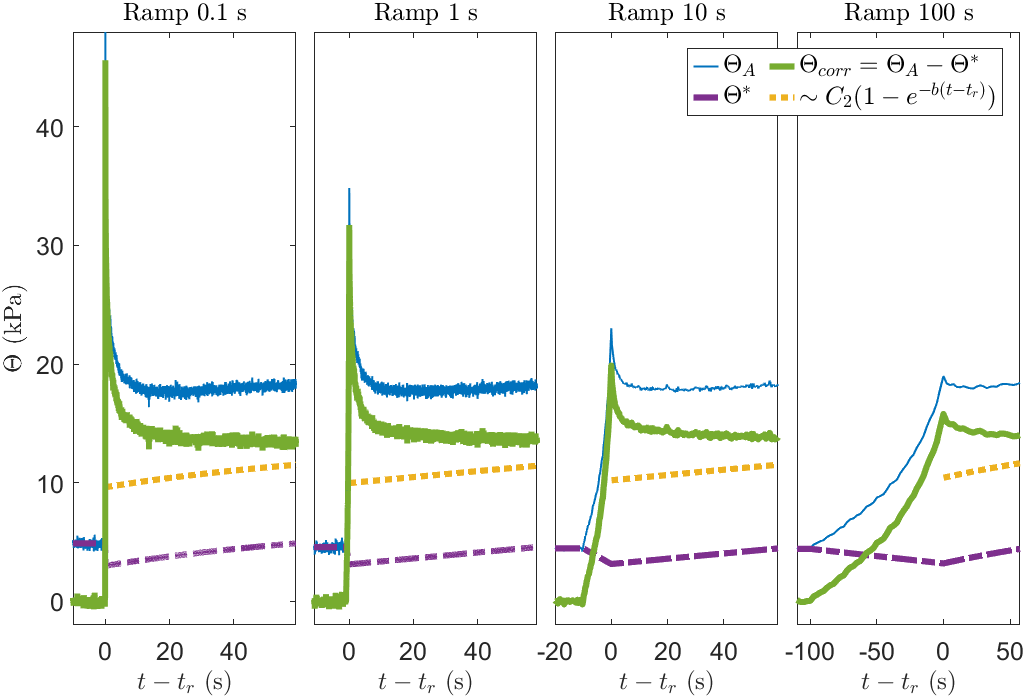 Ramp 0.1 s Ramp 1 s Ramp 10 s Ramp 100 s
Θ_A Θ_corr = Θ_A − Θ*
Θ* ∼ C_2(1 − e^{−b(t−t_r)})
40
30
20
10
0
Θ (kPa)
0 20 40 0 20 40 -20 0 20 40 -100 -50 0 50
t − t_r (s) t − t_r (s) t − t_r (s) t − t_r (s)